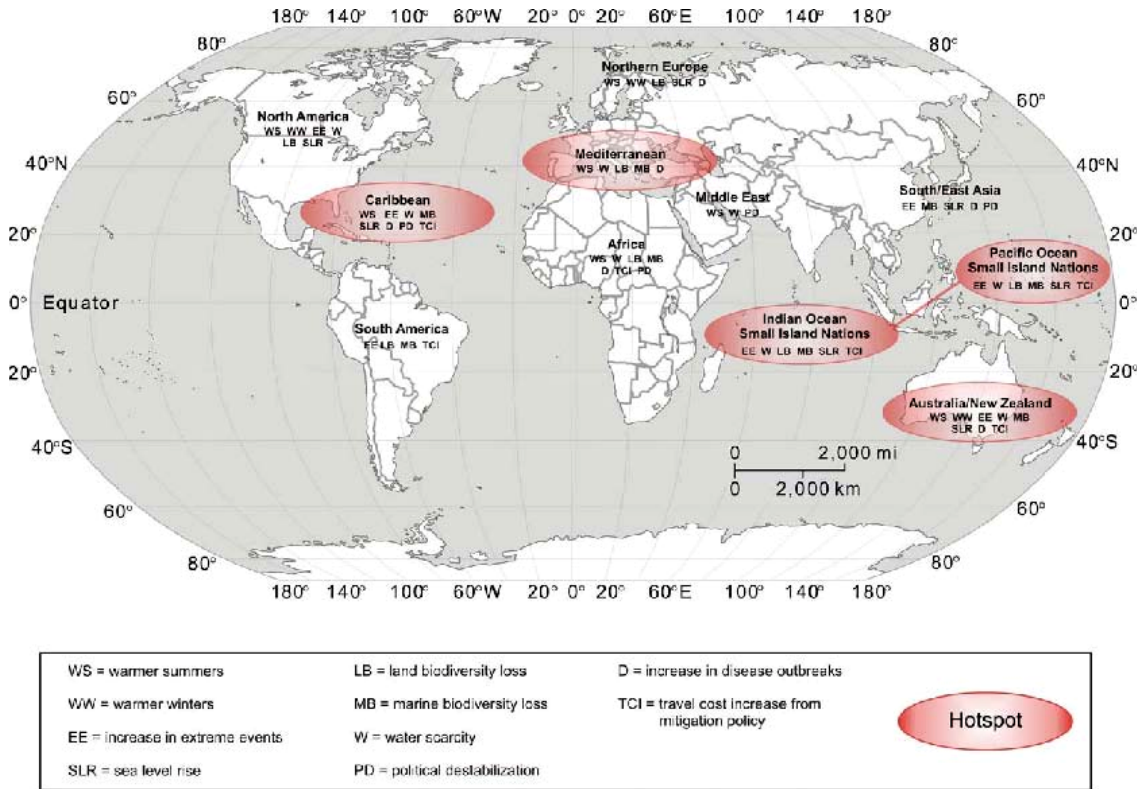 180° 140° 100° 60°W 20° 0° 20° 60°E 100° 140° 180°
80° 80°
Northern Europe
WS WW LB SLR D
60° 60°
North America
WS WW EE W
LB SLR
Mediterranean
WS W LB MB D
40°N 40°N
Caribbean
WS EE W MB
SLR D PD TCI
Middle East
WS W PD
South/East Asia
EE MB SLR D PD
20° 20°
Africa
WS W LB MB
D TCI PD
Pacific Ocean
Small Island Nations
EE W LB MB SLR TCI
Equator 0° 0°
Indian Ocean
Small Island Nations
EE W LB MB SLR TCI
South America
EE LB MB TCI
20° 20°
Australia/New Zealand
WS WW EE W MB
SLR D TCI
40°S 40°S
0 2,000 mi
0 2,000 km
60° 60°
80° 80°
180° 140° 100° 60°W 20° 0° 20° 60°E 100° 140° 180°
WS = warmer summers
WW = warmer winters
EE = increase in extreme events
SLR = sea level rise
LB = land biodiversity loss
MB = marine biodiversity loss
W = water scarcity
PD = political destabilization
D = increase in disease outbreaks
TCI = travel cost increase from
mitigation policy
Hotspot